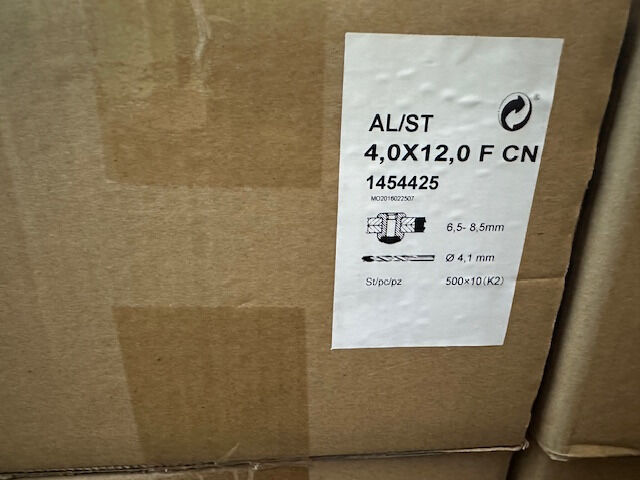 AL/ST
4,0X12,0 F CN
1454425
MO2016022507
6,5- 8,5mm
Ø 4,1 mm
St/pc/pz 500×10(K2)